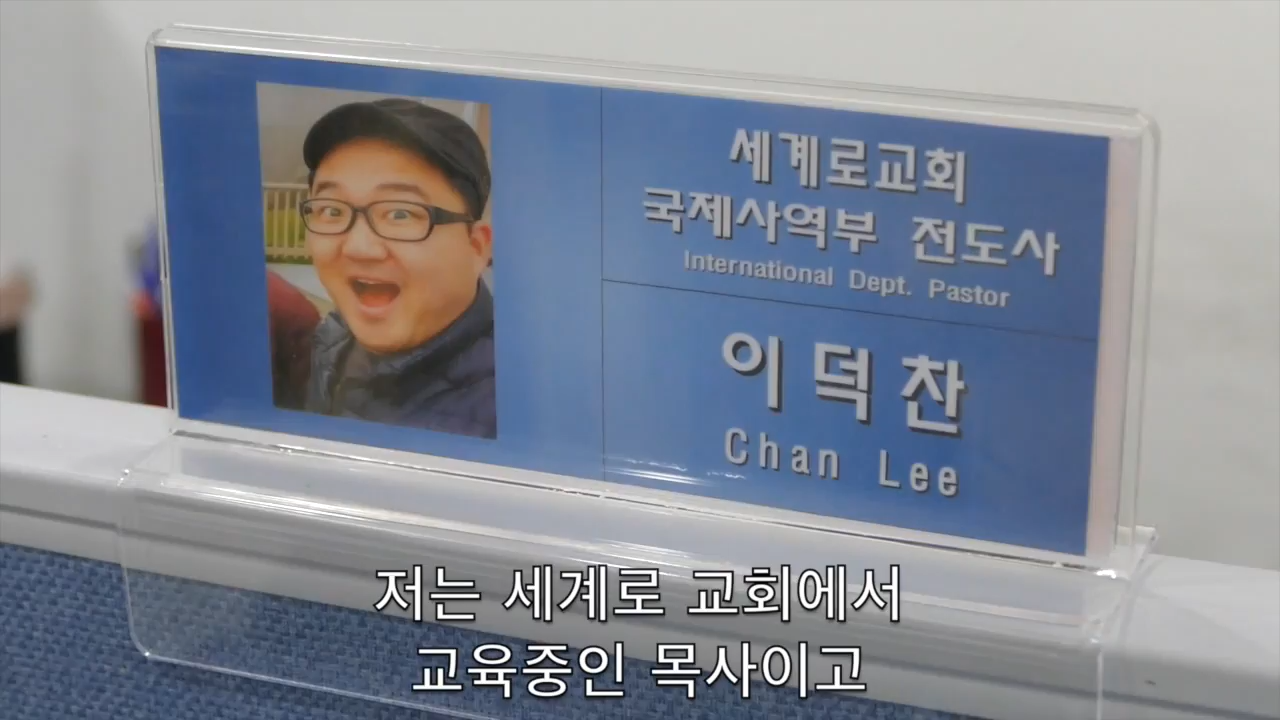 세계로교회
국제사역부 전도사
International Dept. Pastor
이덕찬
Chan Lee
저는 세계로 교회에서
교육중인 목사이고